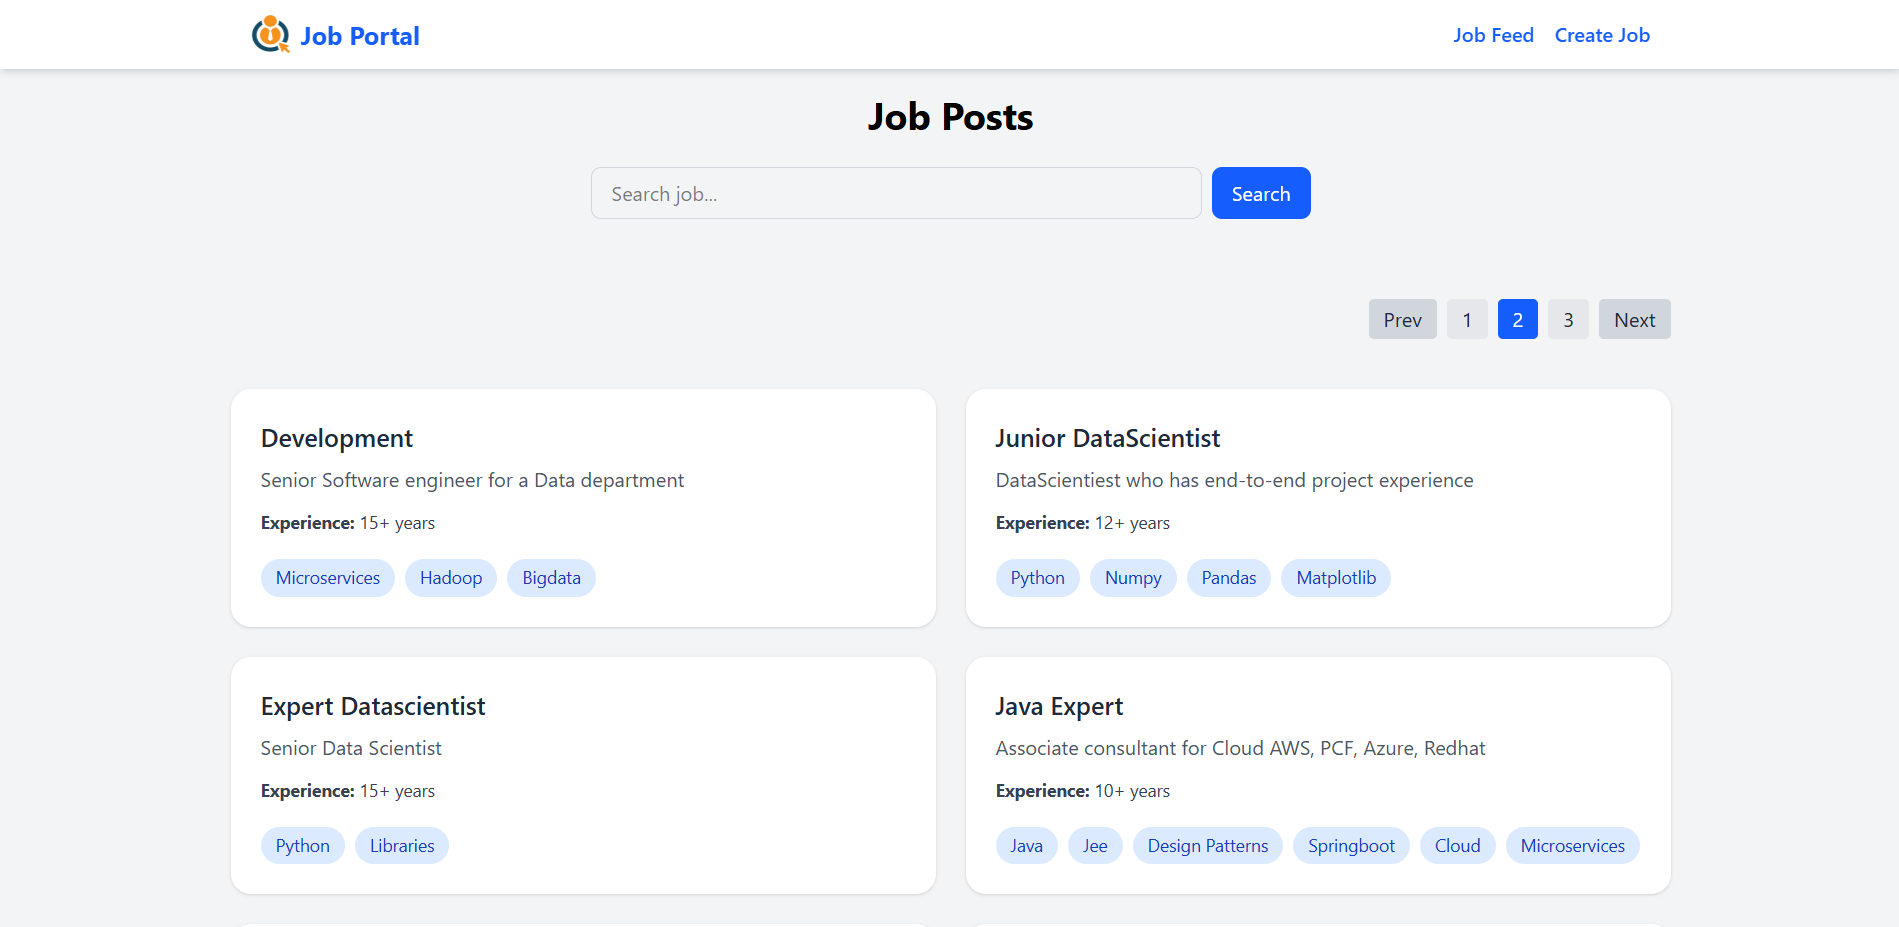 Job Portal
Job Feed
Create Job
Job Posts
Search job...
Search
Prev
1
2
3
Next
Development
Senior Software engineer for a Data department
Experience: 15+ years
Microservices
Hadoop
Bigdata
Junior DataScientist
DataScientiest who has end-to-end project experience
Experience: 12+ years
Python
Numpy
Pandas
Matplotlib
Expert Datascientist
Senior Data Scientist
Experience: 15+ years
Python
Libraries
Java Expert
Associate consultant for Cloud AWS, PCF, Azure, Redhat
Experience: 10+ years
Java
Jee
Design Patterns
Springboot
Cloud
Microservices